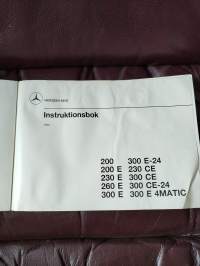 MERCEDES-BENZ
Instruktionsbok
200 300 E-24
200 E 230 CE
230 E 300 CE
260 E 300 CE-24
300 E 300 E 4MATIC